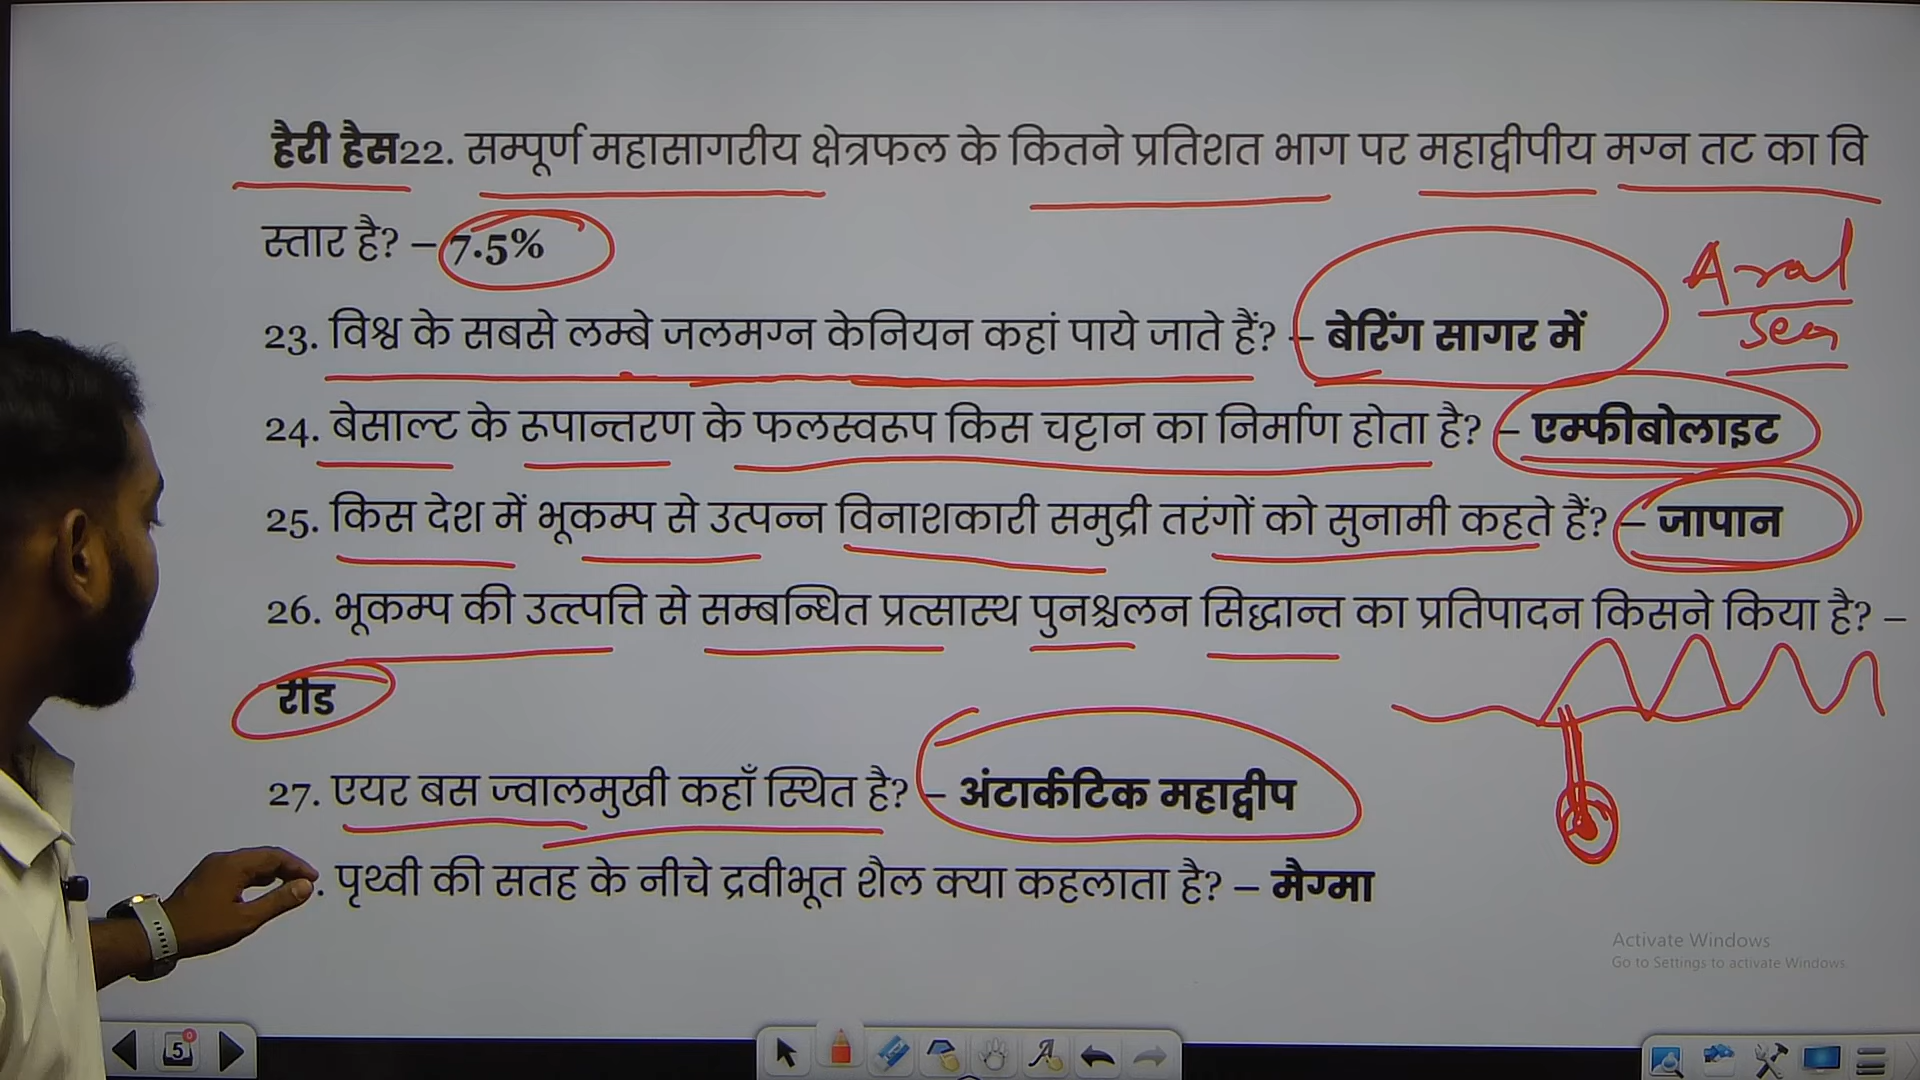 हैरी हैस22. सम्पूर्ण महासागरीय क्षेत्रफल के कितने प्रतिशत भाग पर महाद्वीपीय मग्न तट का वि
स्तार है? – 7.5%
Aral
Sea
23. विश्व के सबसे लम्बे जलमग्न केनियन कहां पाये जाते हैं? – बेरिंग सागर में
24. बेसाल्ट के रूपान्तरण के फलस्वरूप किस चट्टान का निर्माण होता है? – एम्फीबोलाइट
25. किस देश में भूकम्प से उत्पन्न विनाशकारी समुद्री तरंगों को सुनामी कहते हैं? – जापान
26. भूकम्प की उत्त्पत्ति से सम्बन्धित प्रत्सास्थ पुनश्चलन सिद्धान्त का प्रतिपादन किसने किया है? –
रीड
27. एयर बस ज्वालमुखी कहाँ स्थित है? – अंटार्कटिक महाद्वीप
. पृथ्वी की सतह के नीचे द्रवीभूत शैल क्या कहलाता है? – मैग्मा
Activate Windows
Go to Settings to activate Windows.
5